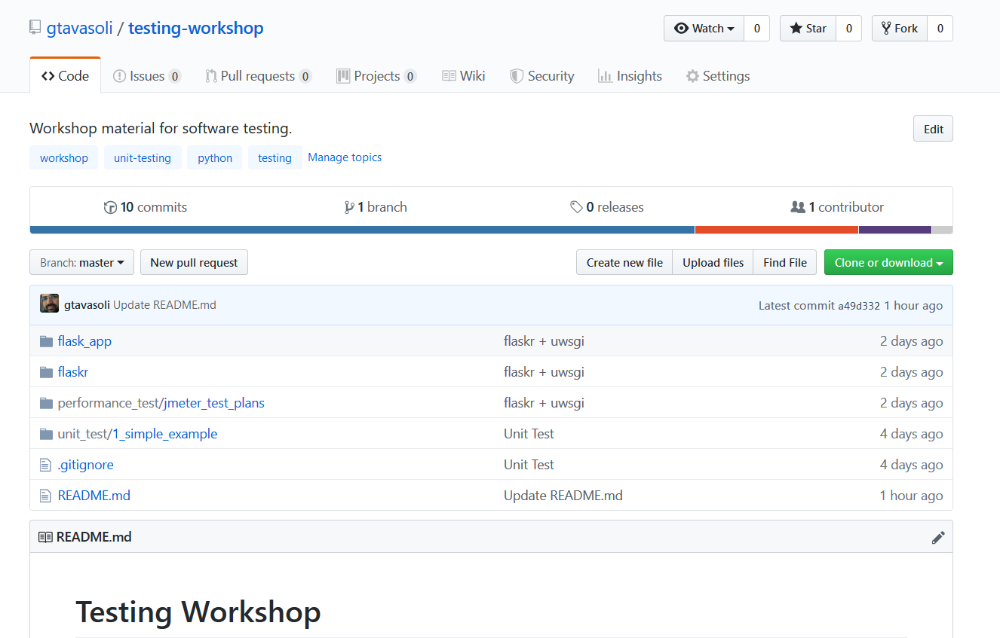 gtavasoli / testing-workshop
Watch 0 Star 0 Fork 0
Code Issues 0 Pull requests 0 Projects 0 Wiki Security Insights Settings
Workshop material for software testing.
Edit
workshop unit-testing python testing Manage topics
10 commits 1 branch 0 releases 1 contributor
Branch: master New pull request Create new file Upload files Find File Clone or download
gtavasoli Update README.md Latest commit a49d332 1 hour ago
flask_app flaskr + uwsgi 2 days ago
flaskr flaskr + uwsgi 2 days ago
performance_test/jmeter_test_plans flaskr + uwsgi 2 days ago
unit_test/1_simple_example Unit Test 4 days ago
.gitignore Unit Test 4 days ago
README.md Update README.md 1 hour ago
README.md
Testing Workshop